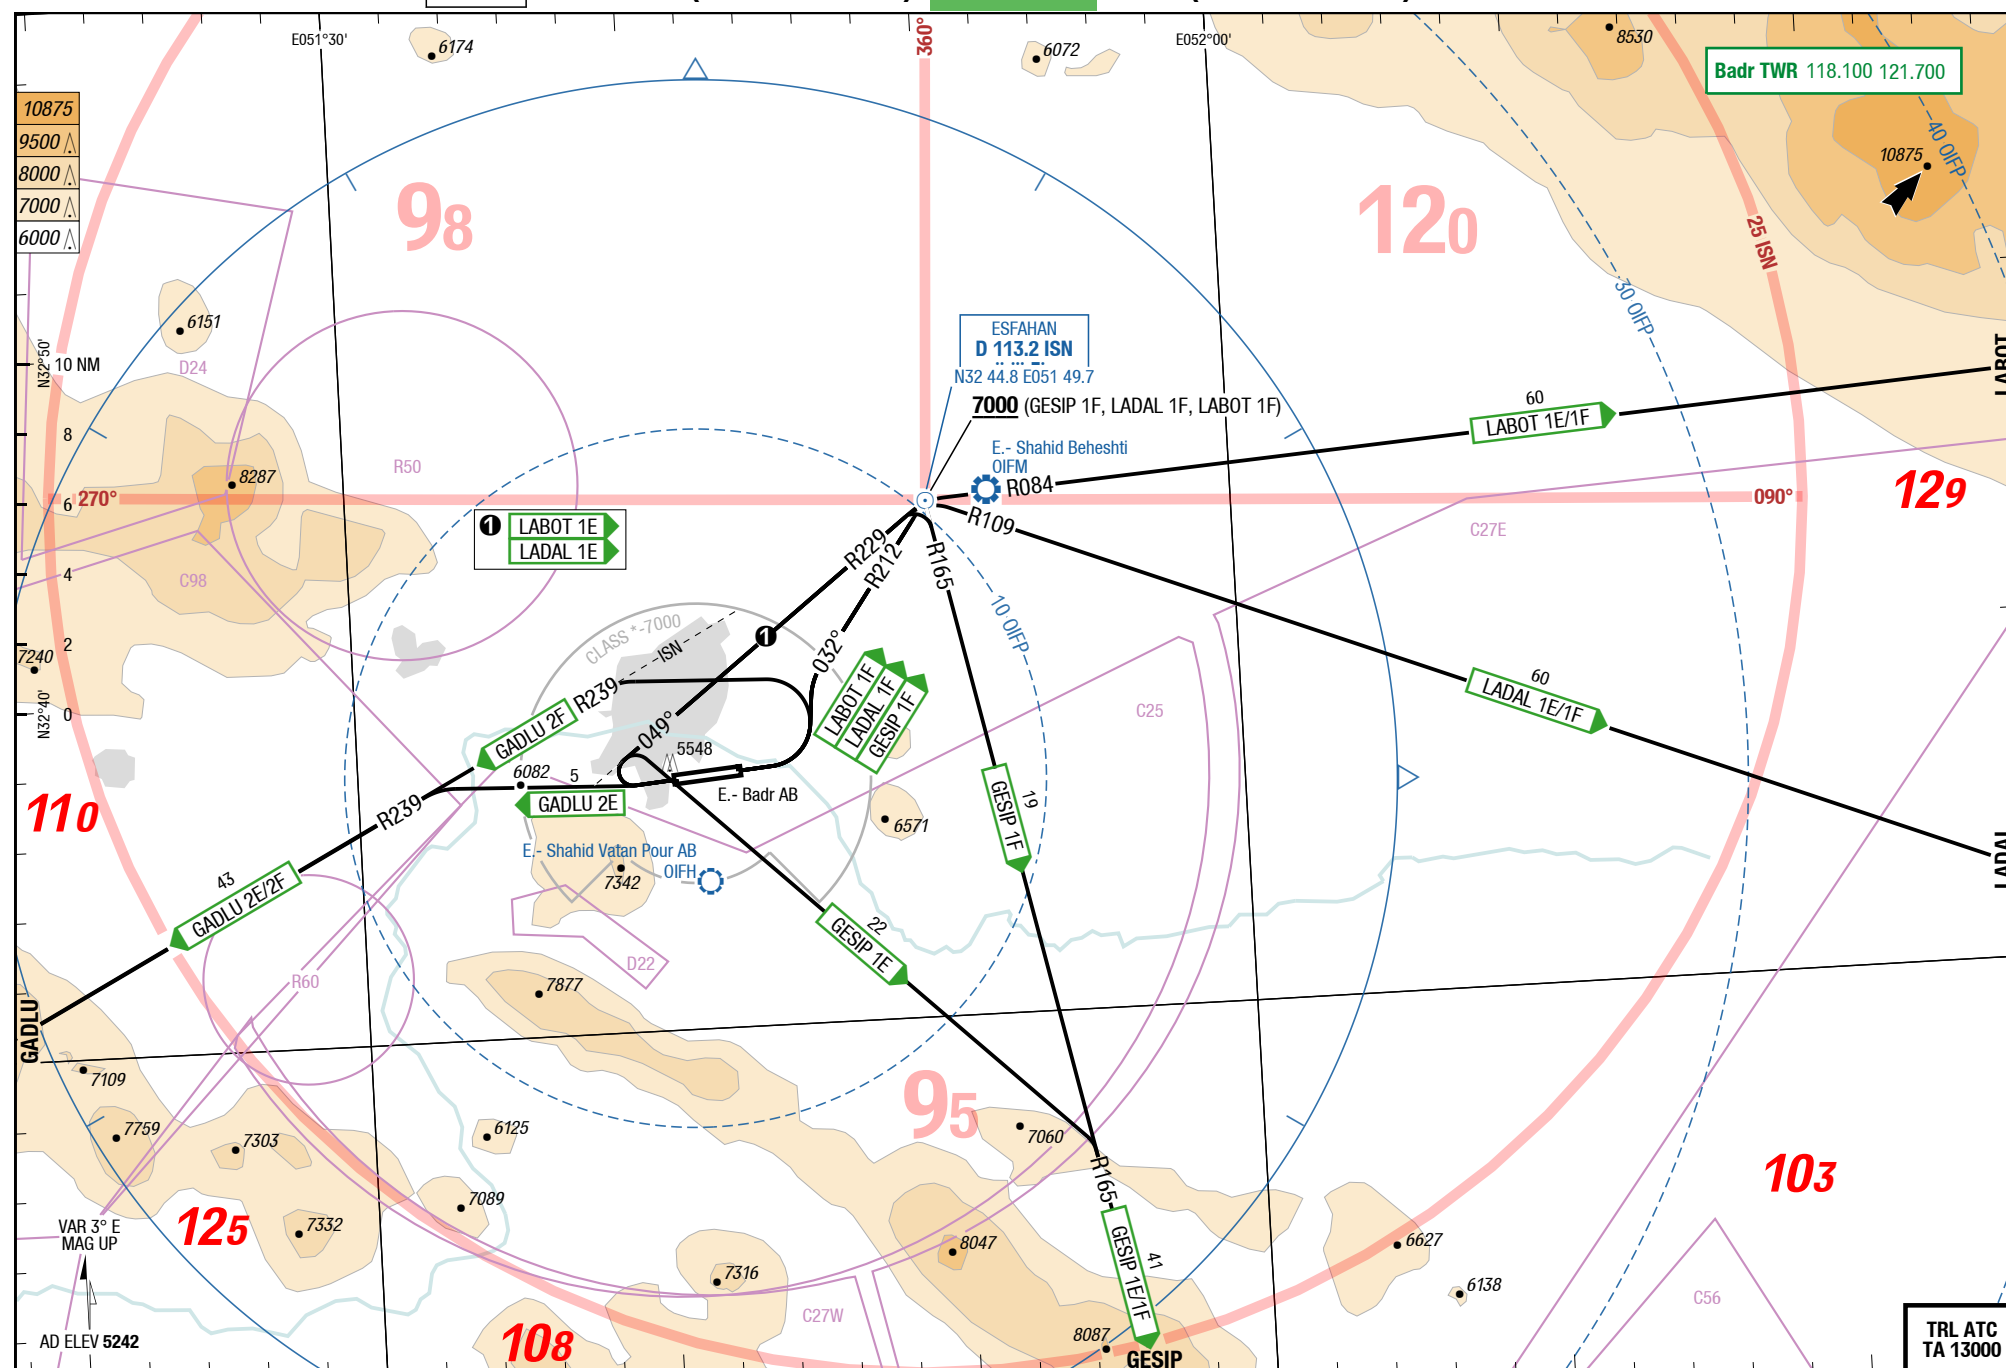 E051°30'
6174
360°
6072
E052°00'
8530
Badr TWR 118.100 121.700
10875
9500
8000
7000
6000
40 OIFP
10875
98
120
25 ISN
30 OIFP
6151
ESFAHAN
D 113.2 ISN
N32 44.8 E051 49.7
7000 (GESIP 1F, LADAL 1F, LABOT 1F)
N32°50'
10 NM
D24
LABOT
60
LABOT 1E/1F
8
E.- Shahid Beheshti
OIFM
R084
R50
8287
270°
6
090°
129
R109
1 LABOT 1E
LADAL 1E
C27E
R229
R212
R165
4
C98
10 OIFP
CLASS *-7000
ISN
1
032°
2
7240
N32°40'
0
R239
GADLU 2F
049°
LABOT 1F
LADAL 1F
GESIP 1F
C25
60
LADAL 1E/1F
5548
6082
5
GADLU 2E
E.- Badr AB
19
GESIP 1F
110
R239
6571
LADAL
E.- Shahid Vatan Pour AB
OIFH
7342
43
GADLU 2E/2F
22
GESIP 1E
D22
R60
7877
GADLU
7109
95
7759
7303
6125
7060
R165
103
7089
VAR 3° E
MAG UP
125
7332
8047
41
GESIP 1E/1F
6627
7316
6138
C27W
C56
AD ELEV 5242
108
8087
GESIP
TRL ATC
TA 13000